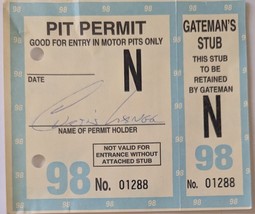 PIT PERMIT
GOOD FOR ENTRY IN MOTOR PITS ONLY
DATE
N
NAME OF PERMIT HOLDER
NOT VALID FOR
ENTRANCE WITHOUT
ATTACHED STUB
98 No. 01288 98
GATEMAN'S
STUB
THIS STUB
TO BE
RETAINED
BY GATEMAN
N
98
No. 01288